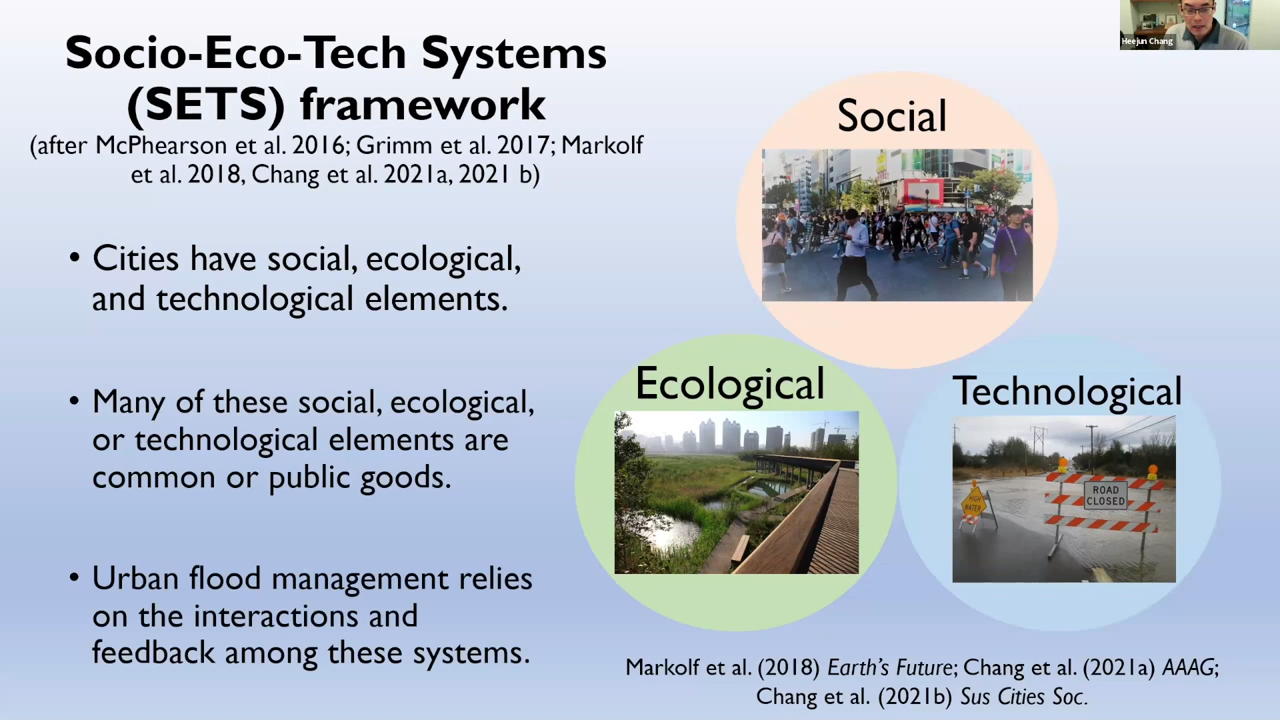 Socio-Eco-Tech Systems
(SETS) framework
(after McPhearson et al. 2016; Grimm et al. 2017; Markolf
et al. 2018, Chang et al. 2021a, 2021 b)
• Cities have social, ecological,
and technological elements.
• Many of these social, ecological,
or technological elements are
common or public goods.
• Urban flood management relies
on the interactions and
feedback among these systems.
Heejun Chang
Social
Ecological
Technological
HIGH
WATER
ROAD
CLOSED
Markolf et al. (2018) Earth's Future; Chang et al. (2021a) AAAG;
Chang et al. (2021b) Sus Cities Soc.